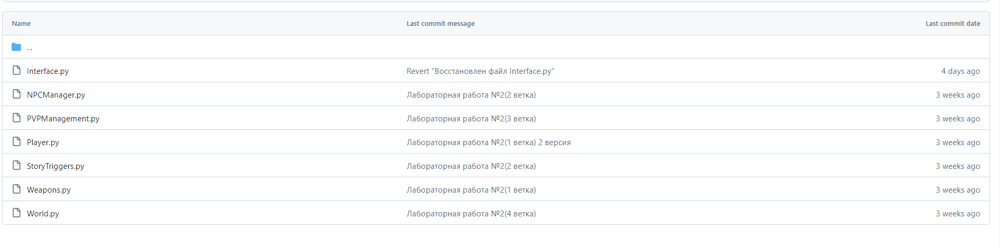 Name Last commit message Last commit date
..
Interface.py Revert "Восстановлен файл Interface.py" 4 days ago
NPCManager.py Лабораторная работа №2(2 ветка) 3 weeks ago
PVPManagement.py Лабораторная работа №2(3 ветка) 3 weeks ago
Player.py Лабораторная работа №2(1 ветка) 2 версия 3 weeks ago
StoryTriggers.py Лабораторная работа №2(2 ветка) 3 weeks ago
Weapons.py Лабораторная работа №2(1 ветка) 3 weeks ago
World.py Лабораторная работа №2(4 ветка) 3 weeks ago